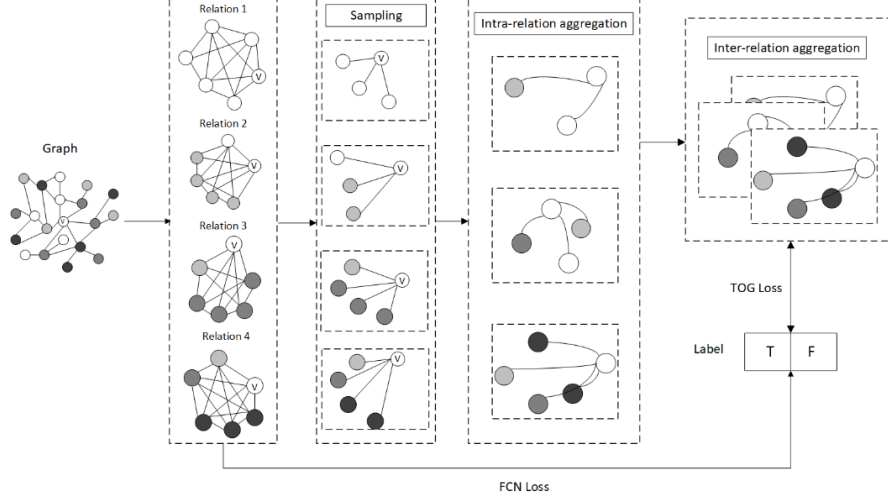 Relation 1
Sampling
Intra-relation aggregation
Inter-relation aggregation
V
V
Relation 2
Graph
V
V
V
Relation 3
V
V
TOG Loss
Relation 4
V
V
Label
T F
FCN Loss